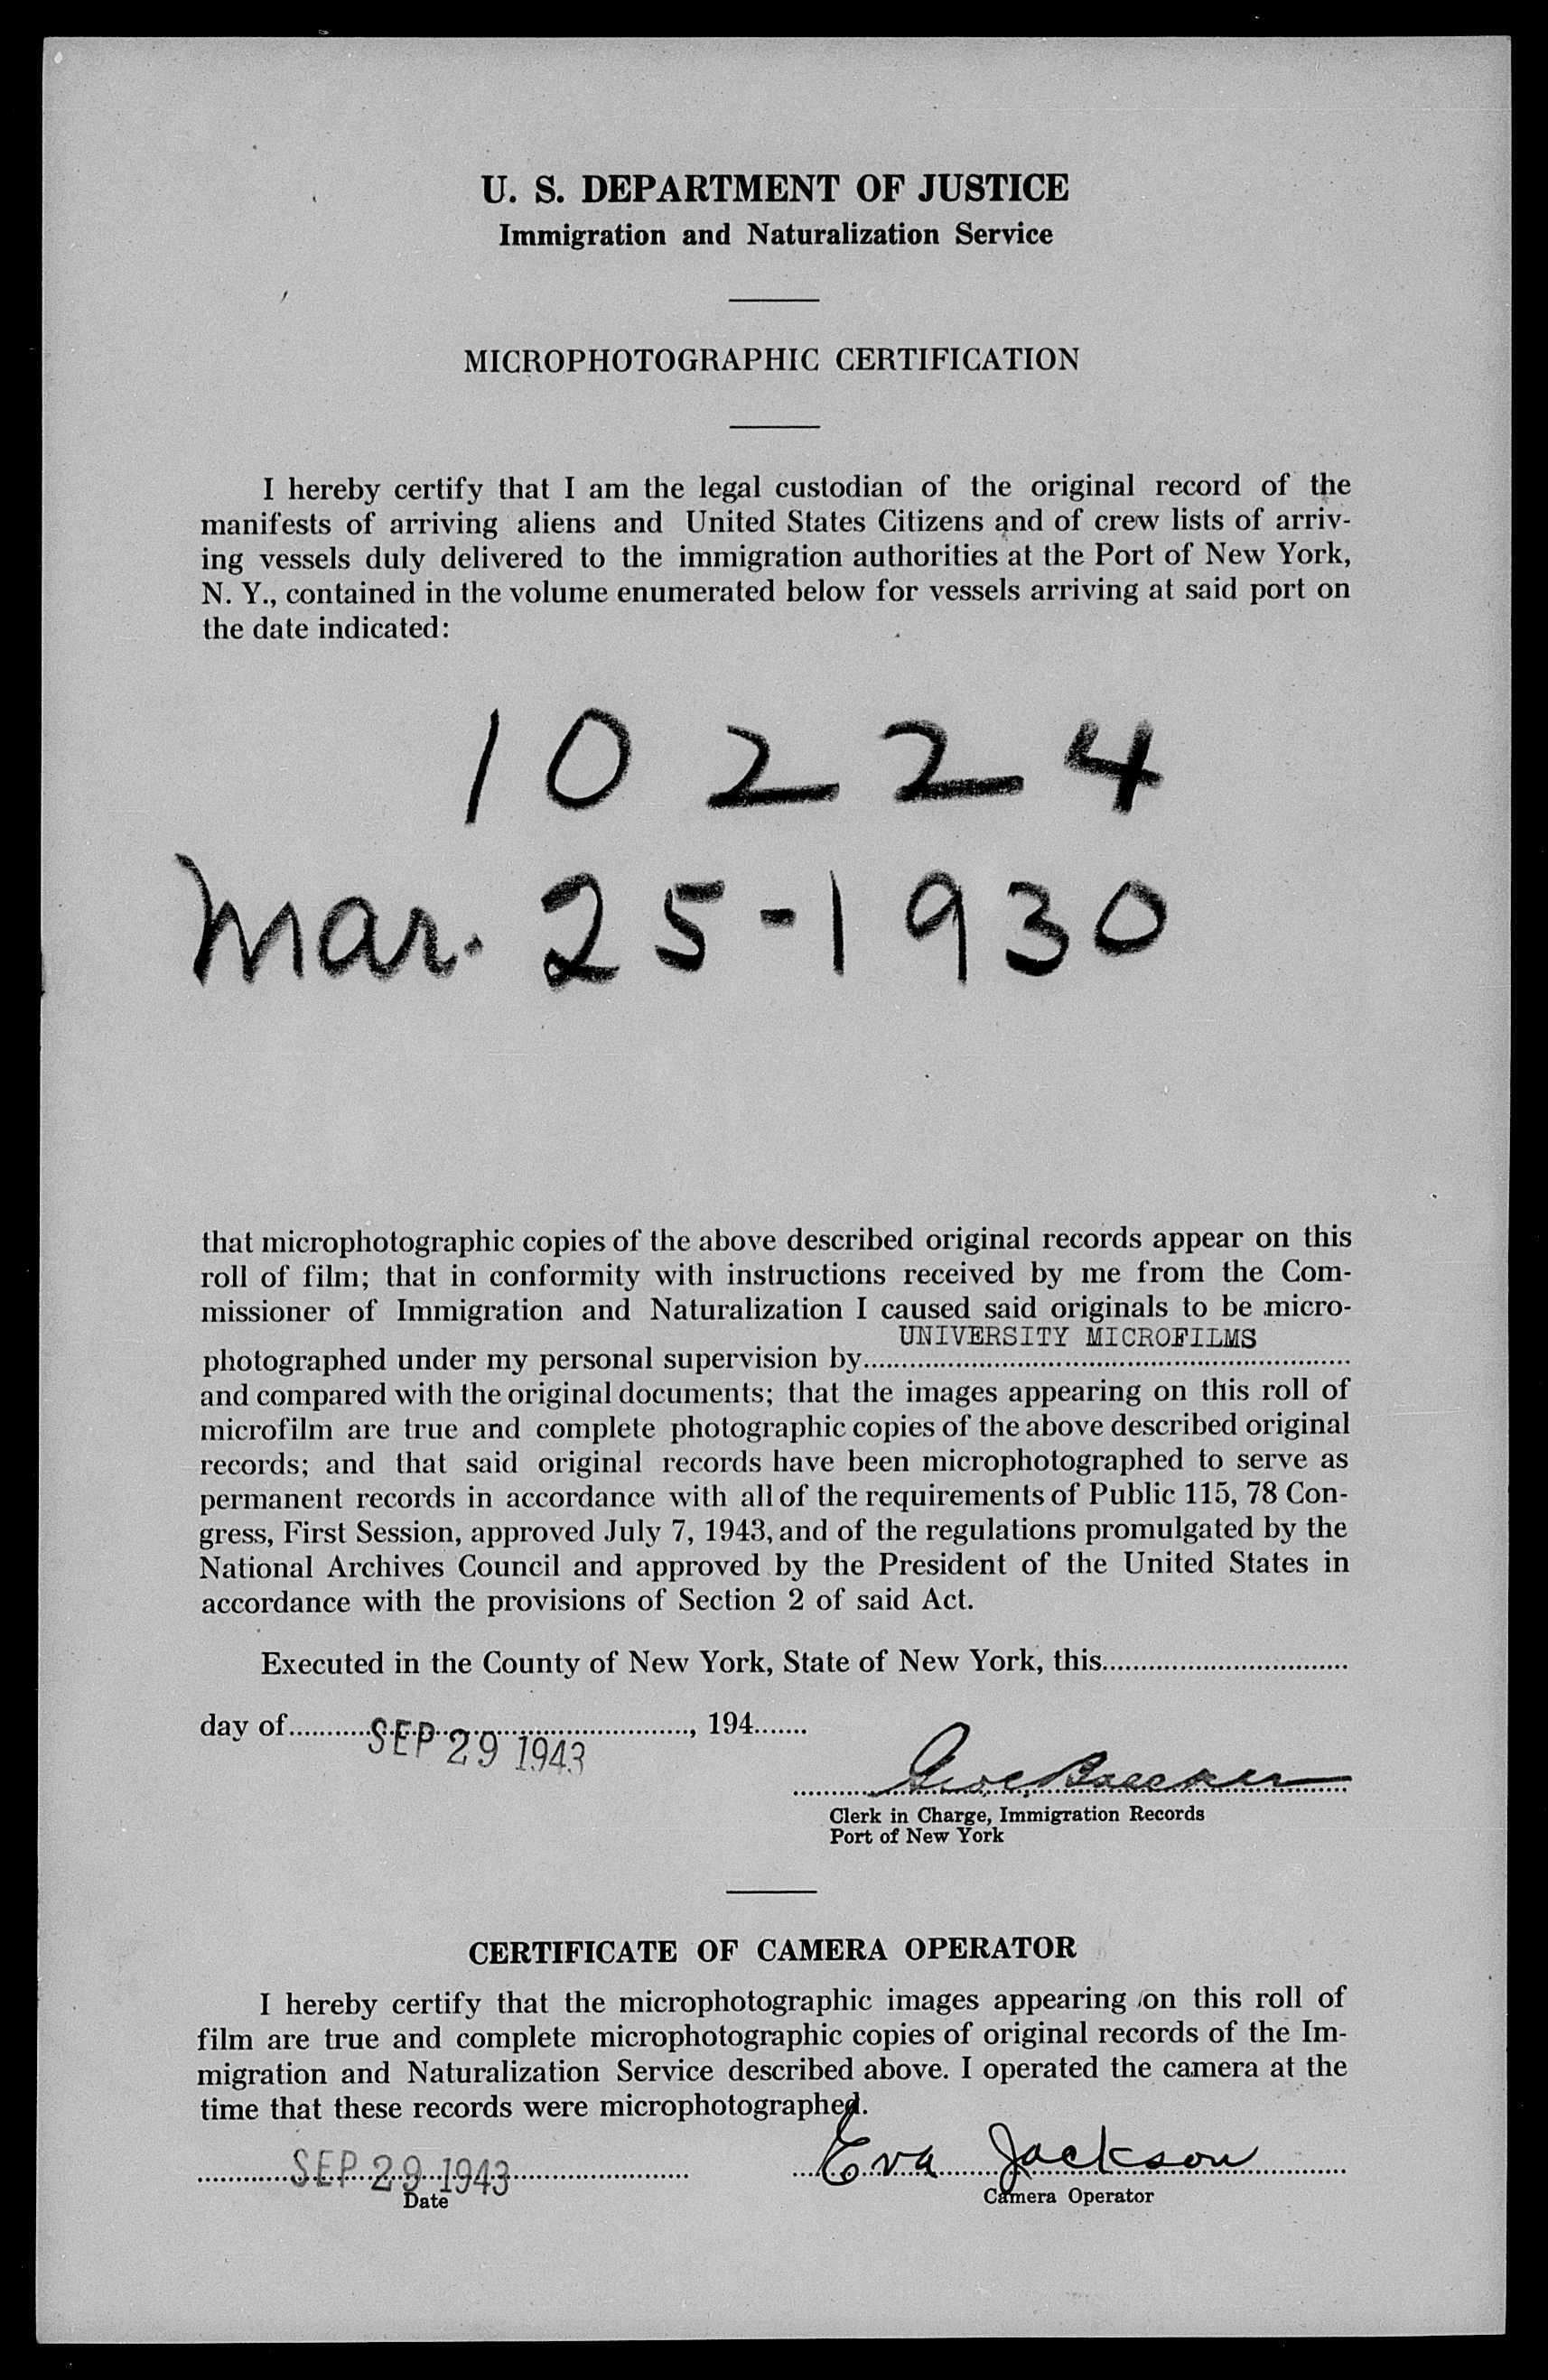 U. S. DEPARTMENT OF JUSTICE
Immigration and Naturalization Service
MICROPHOTOGRAPHIC CERTIFICATION
I hereby certify that I am the legal custodian of the original record of the
manifests of arriving aliens and United States Citizens and of crew lists of arriv-
ing vessels duly delivered to the immigration authorities at the Port of New York,
N. Y., contained in the volume enumerated below for vessels arriving at said port on
the date indicated:
10224
Mar. 25-1930
that microphotographic copies of the above described original records appear on this
roll of film; that in conformity with instructions received by me from the Com-
missioner of Immigration and Naturalization I caused said originals to be micro-
UNIVERSITY MICROFILMS
photographed under my personal supervision by
and compared with the original documents; that the images appearing on this roll of
microfilm are true and complete photographic copies of the above described original
records; and that said original records have been microphotographed to serve as
permanent records in accordance with all of the requirements of Public 115, 78 Con-
gress, First Session, approved July 7, 1943, and of the regulations promulgated by the
National Archives Council and approved by the President of the United States in
accordance with the provisions of Section 2 of said Act.
Executed in the County of New York, State of New York, this
day of SEP 29 1943, 194
Clerk in Charge, Immigration Records
Port of New York
CERTIFICATE OF CAMERA OPERATOR
I hereby certify that the microphotographic images appearing on this roll of
film are true and complete microphotographic copies of original records of the Im-
migration and Naturalization Service described above. I operated the camera at the
time that these records were microphotographed.
SEP 29 1943 Eva Jackson
Date Camera Operator